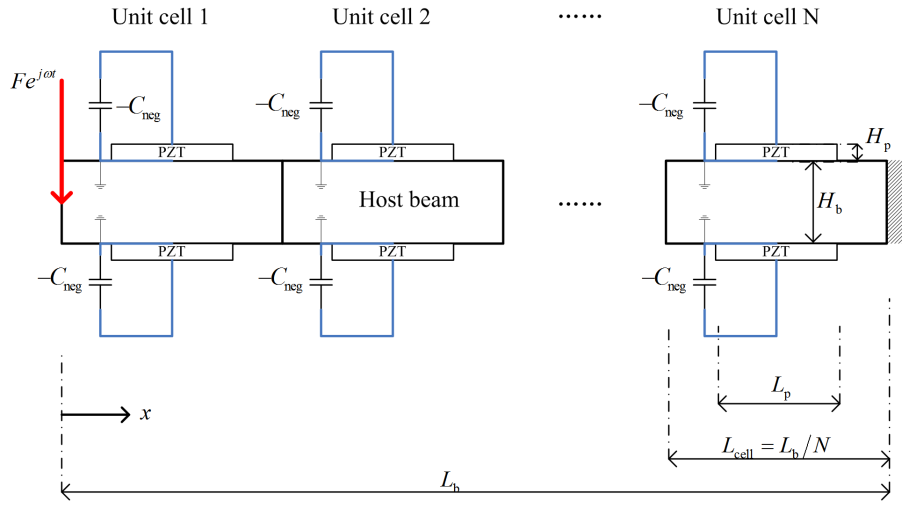 Unit cell 1 Unit cell 2 ...... Unit cell N
Fe^{jωt}
−C_neg −C_neg −C_neg
PZT PZT PZT H_p
Host beam ...... H_b
PZT PZT PZT
−C_neg −C_neg −C_neg
L_p
x
L_cell = L_b/N
L_b